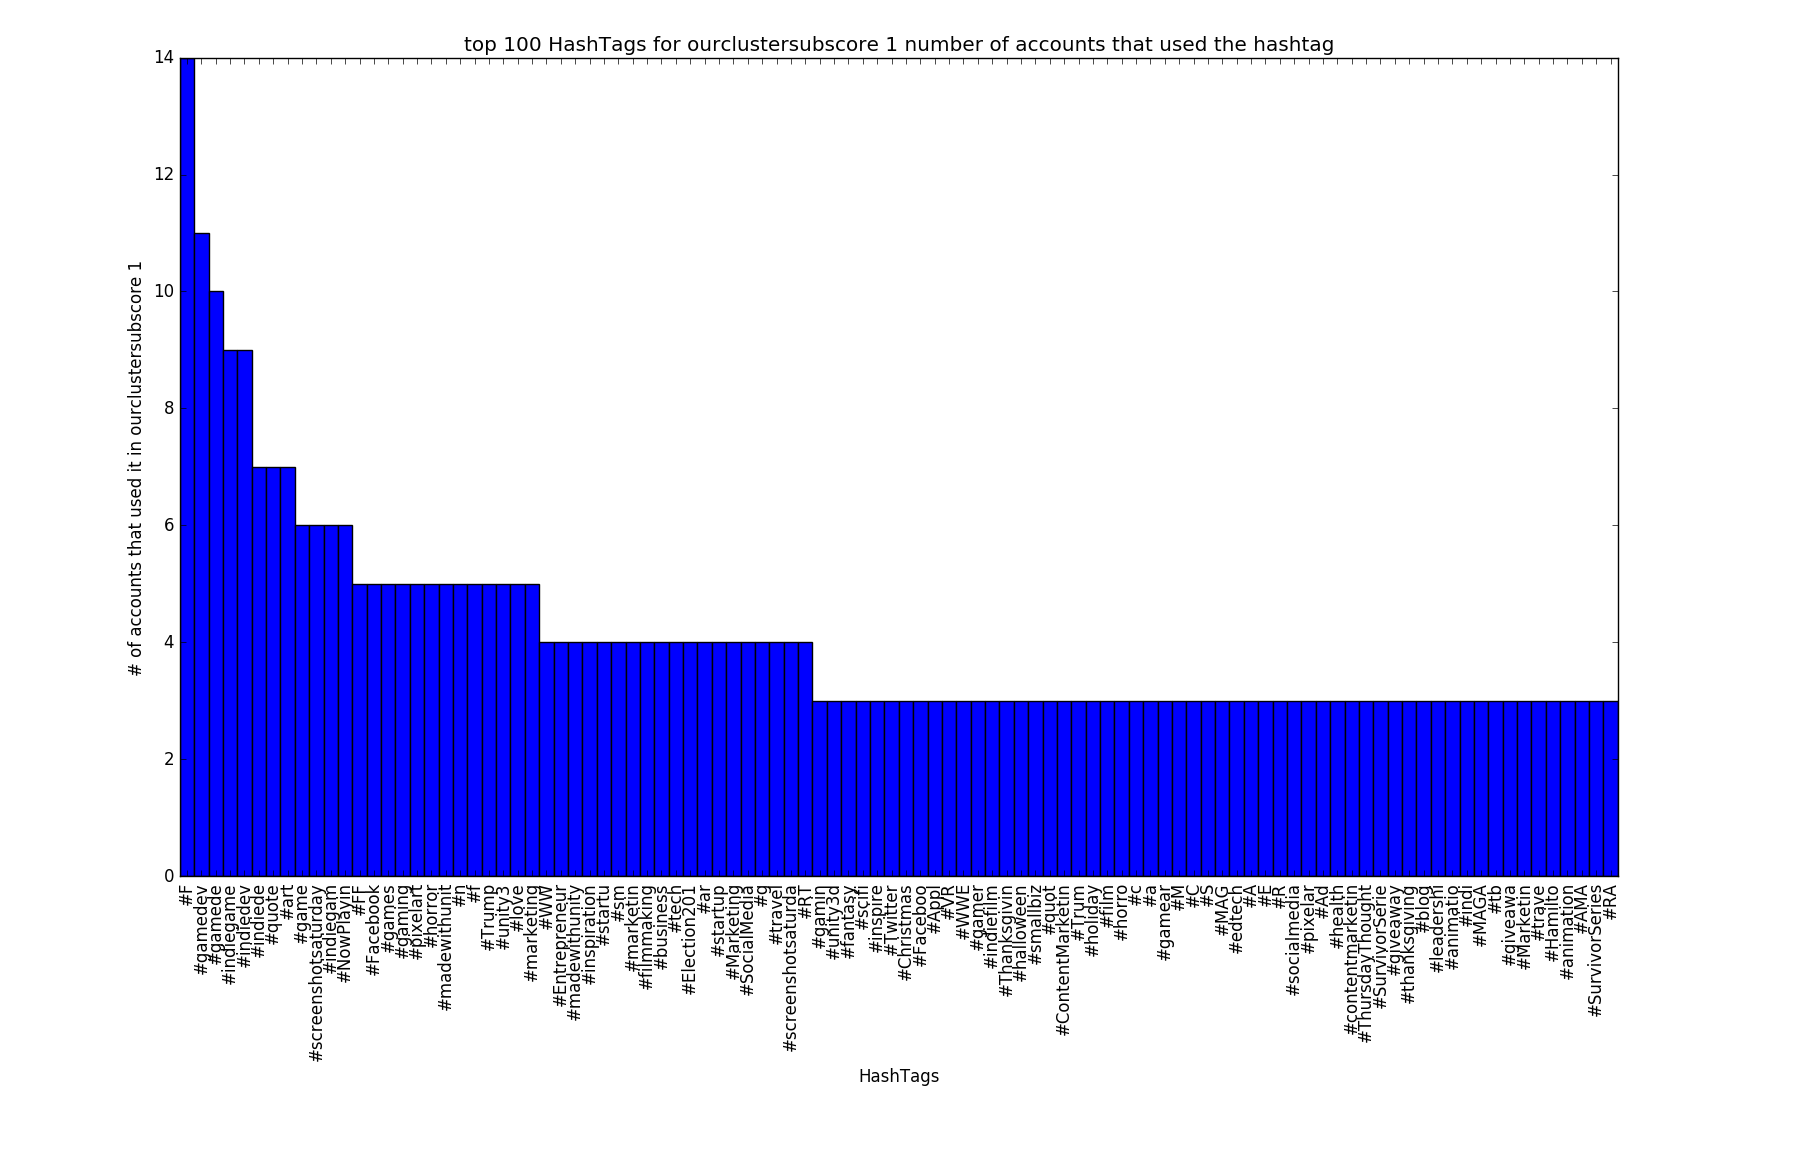 top 100 HashTags for ourclustersubscore 1 number of accounts that used the hashtag
# of accounts that used it in ourclustersubscore 1
14
12
10
8
6
4
2
0
#F
#gamedev
#gamede
#indiegame
#indiedev
#indiede
#quote
#art
#game
#screenshotsaturday
#indiegam
#NowPlayin
#FF
#Facebook
#games
#gaming
#pixelart
#horror
#madewithunit
#n
#f
#Trump
#unity3
#love
#marketing
#WW
#Entrepreneur
#madewithunity
#inspiration
#startu
#sm
#marketin
#filmmaking
#business
#tech
#Election201
#ar
#startup
#Marketing
#SocialMedia
#g
#travel
#screenshotsaturda
#RT
#gamin
#unity3d
#fantasy
#scifi
#inspire
#Twitter
#Christmas
#Faceboo
#Appl
#VR
#WWE
#gamer
#indiefilm
#Thanksgivin
#halloween
#smallbiz
#quot
#ContentMarketin
#Trum
#holiday
#film
#horro
#c
#a
#gamear
#M
#C
#S
#MAG
#edtech
#A
#E
#R
#socialmedia
#pixelar
#Ad
#health
#contentmarketin
#ThursdayThought
#SurvivorSerie
#giveaway
#thanksgiving
#blog
#leadershi
#animatio
#indi
#MAGA
#tb
#giveawa
#Marketin
#trave
#Hamilto
#animation
#AMA
#SurvivorSeries
#RA
HashTags